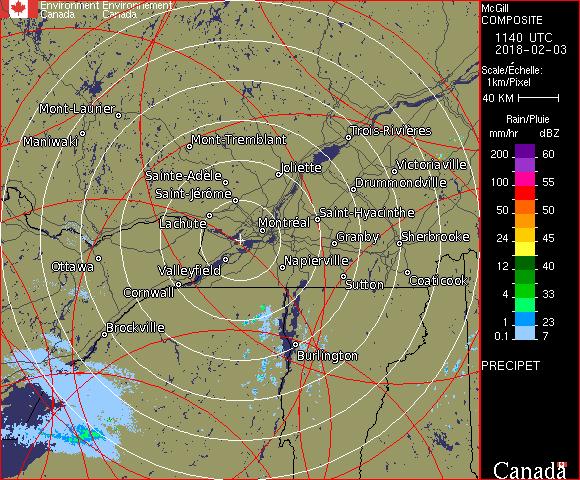 Environment Environnement
Canada Canada
McGill
COMPOSITE
1140 UTC
2018-02-03
Scale/Échelle:
1km/Pixel
40 KM
Rain/Pluie
mm/hr dBZ
200 60
100 55
50 50
24 45
12 40
4 33
1 23
0.1 7
PRECIPET
Canada
Mont-Laurier
Trois-Rivières
Maniwaki
Mont-Tremblant
Joliette
Victoriaville
Sainte-Adèle
Drummondville
Saint-Jérôme
Saint-Hyacinthe
Lachute
Montréal
Granby
Sherbrooke
Ottawa
Valleyfield
Napierville
Cornwall
Sutton
Coaticook
Brockville
Burlington